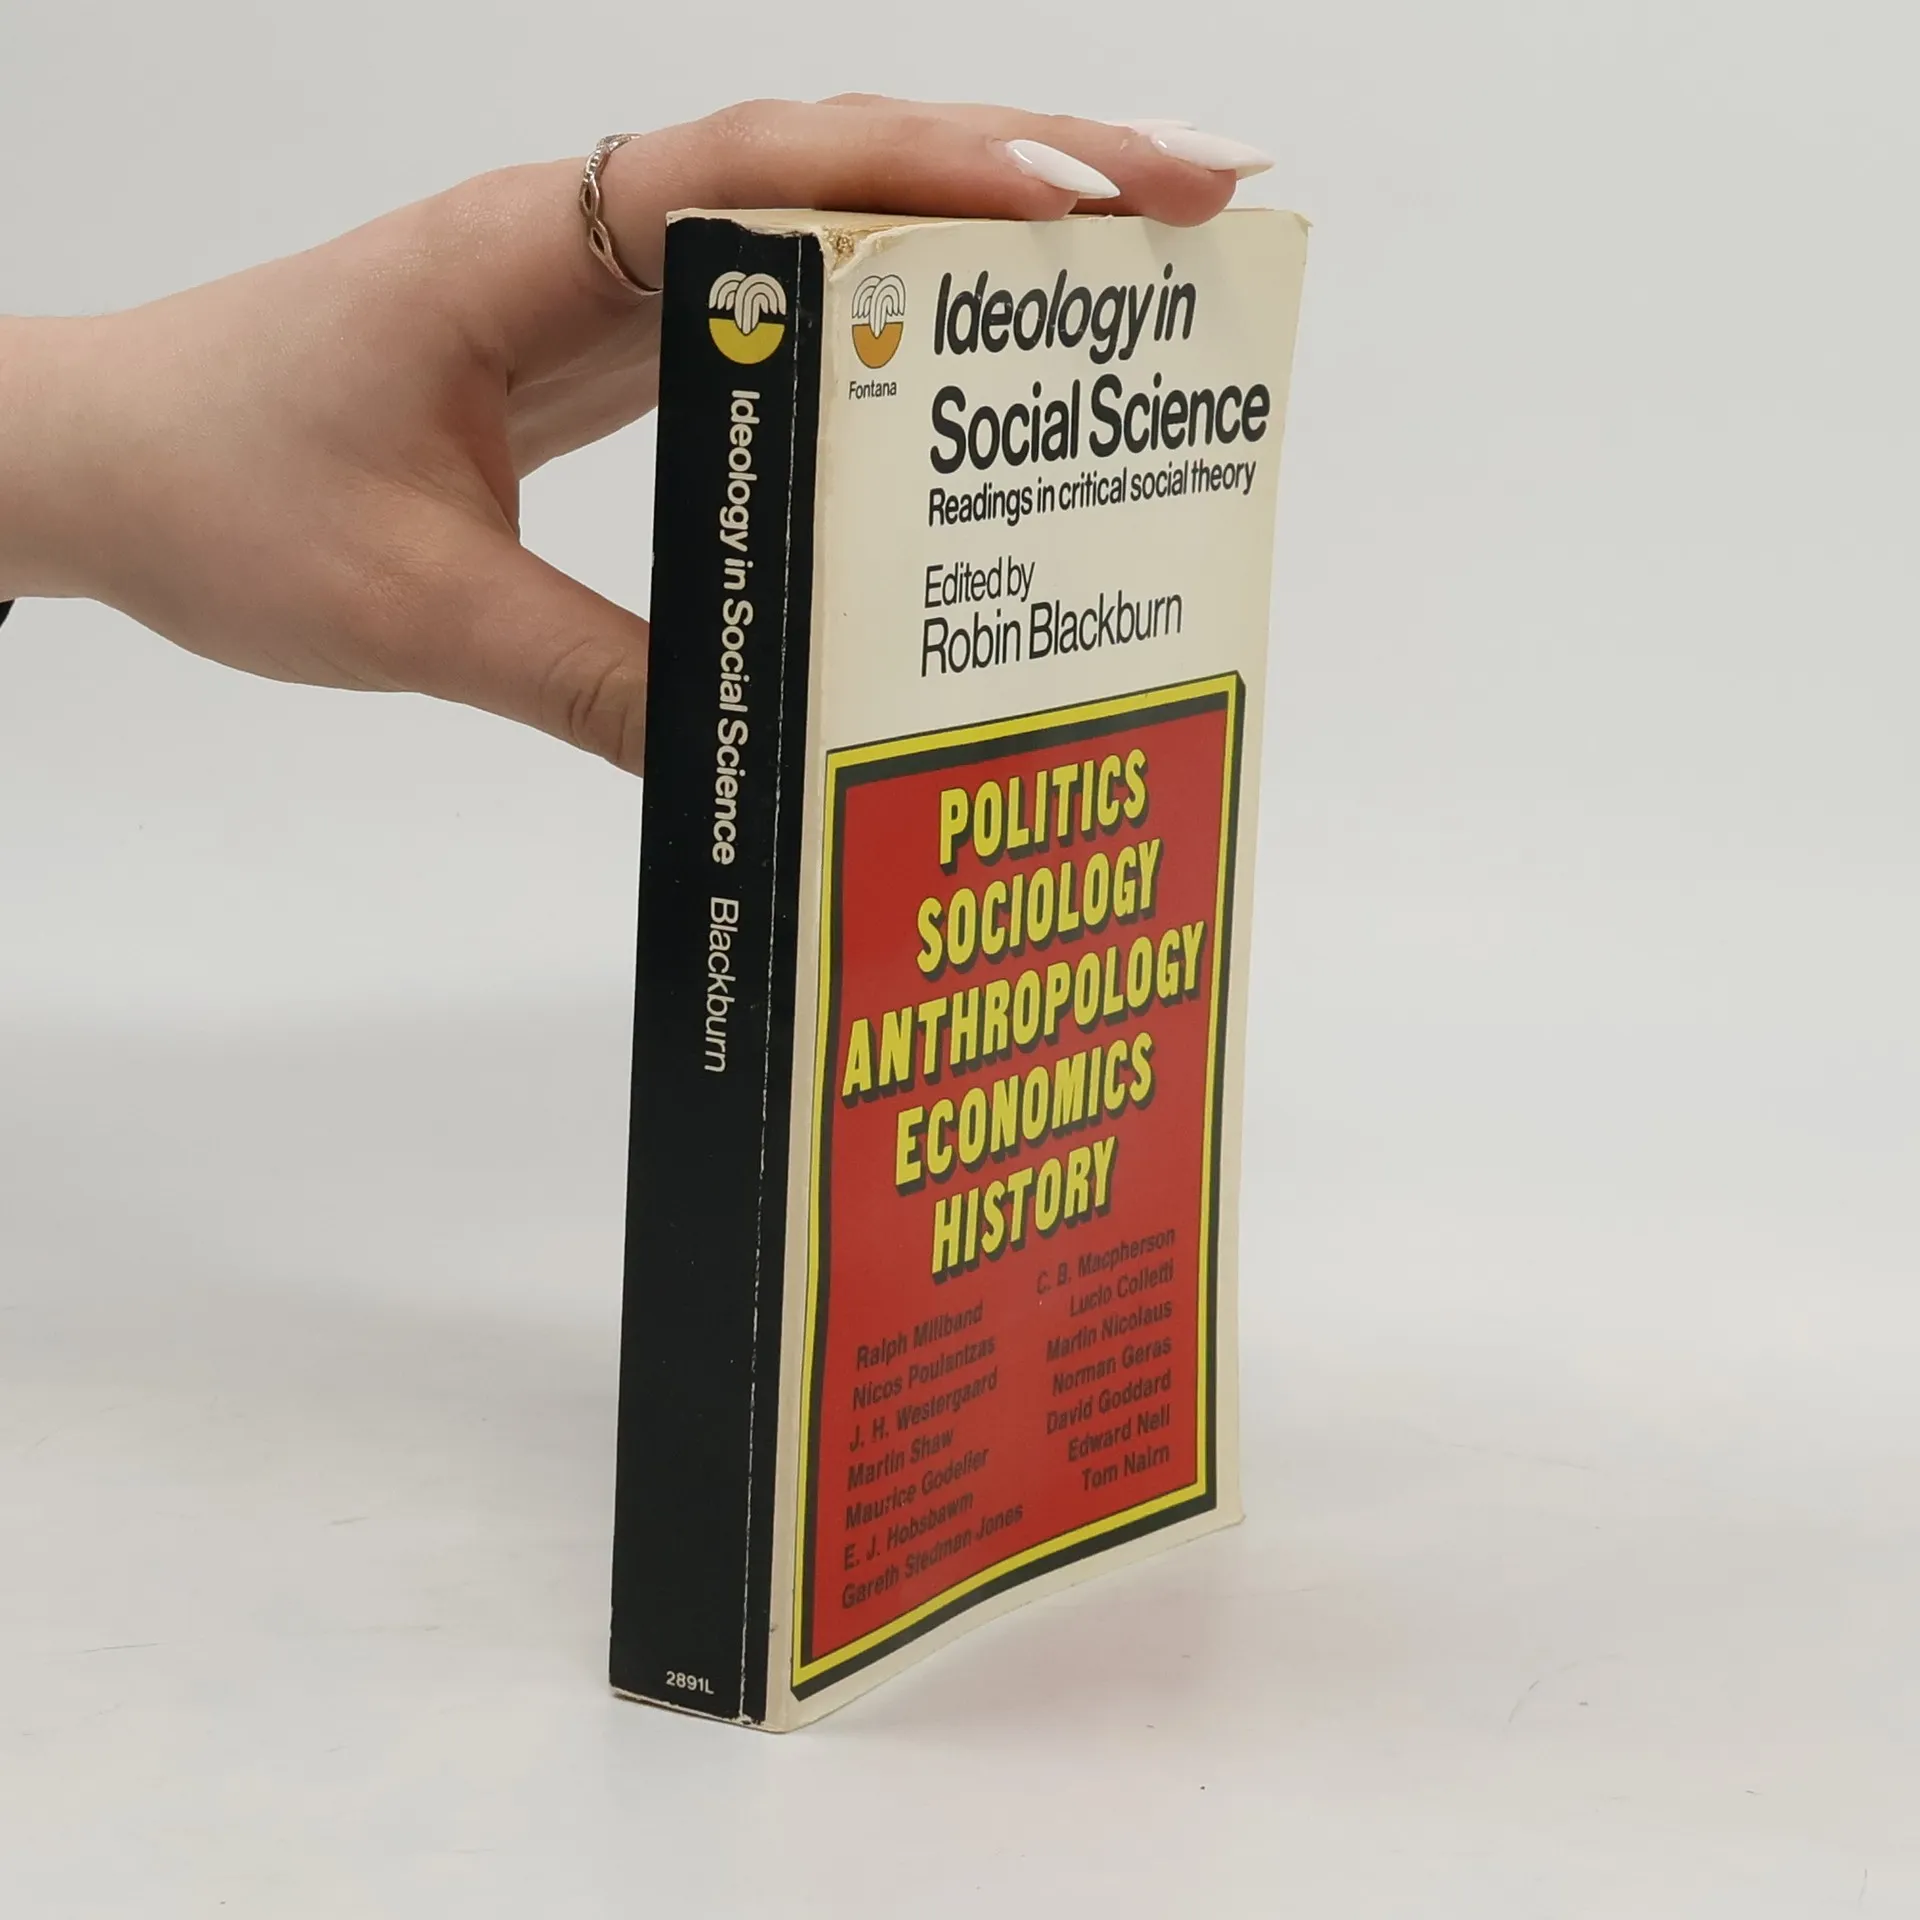 Ideology in Social Science Blackburn
2891L
Fontana
Ideology in
Social Science
Readings in critical social theory
Edited by
Robin Blackburn
POLITICS
SOCIOLOGY
ANTHROPOLOGY
ECONOMICS
HISTORY
Ralph Miliband
Nicos Poulantzas
J. H. Westergaard
Martin Shaw
Maurice Godelier
E. J. Hobsbawm
Gareth Stedman Jones
C. B. Macpherson
Lucio Colletti
Martin Nicolaus
Norman Geras
David Goddard
Edward Nell
Tom Nairn